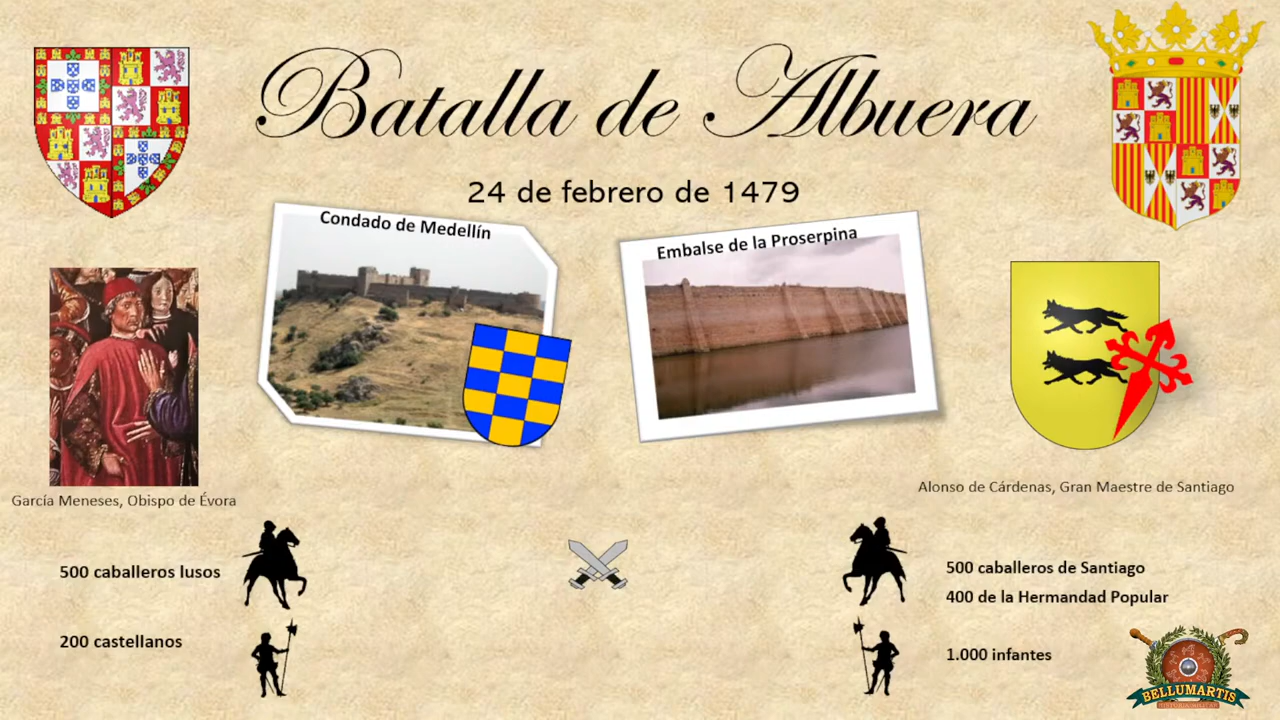 Batalla de Albuera
24 de febrero de 1479
Condado de Medellín
Embalse de la Proserpina
García Meneses, Obispo de Évora
Alonso de Cárdenas, Gran Maestre de Santiago
500 caballeros lusos
200 castellanos
500 caballeros de Santiago
400 de la Hermandad Popular
1.000 infantes
BELLUMARTIS